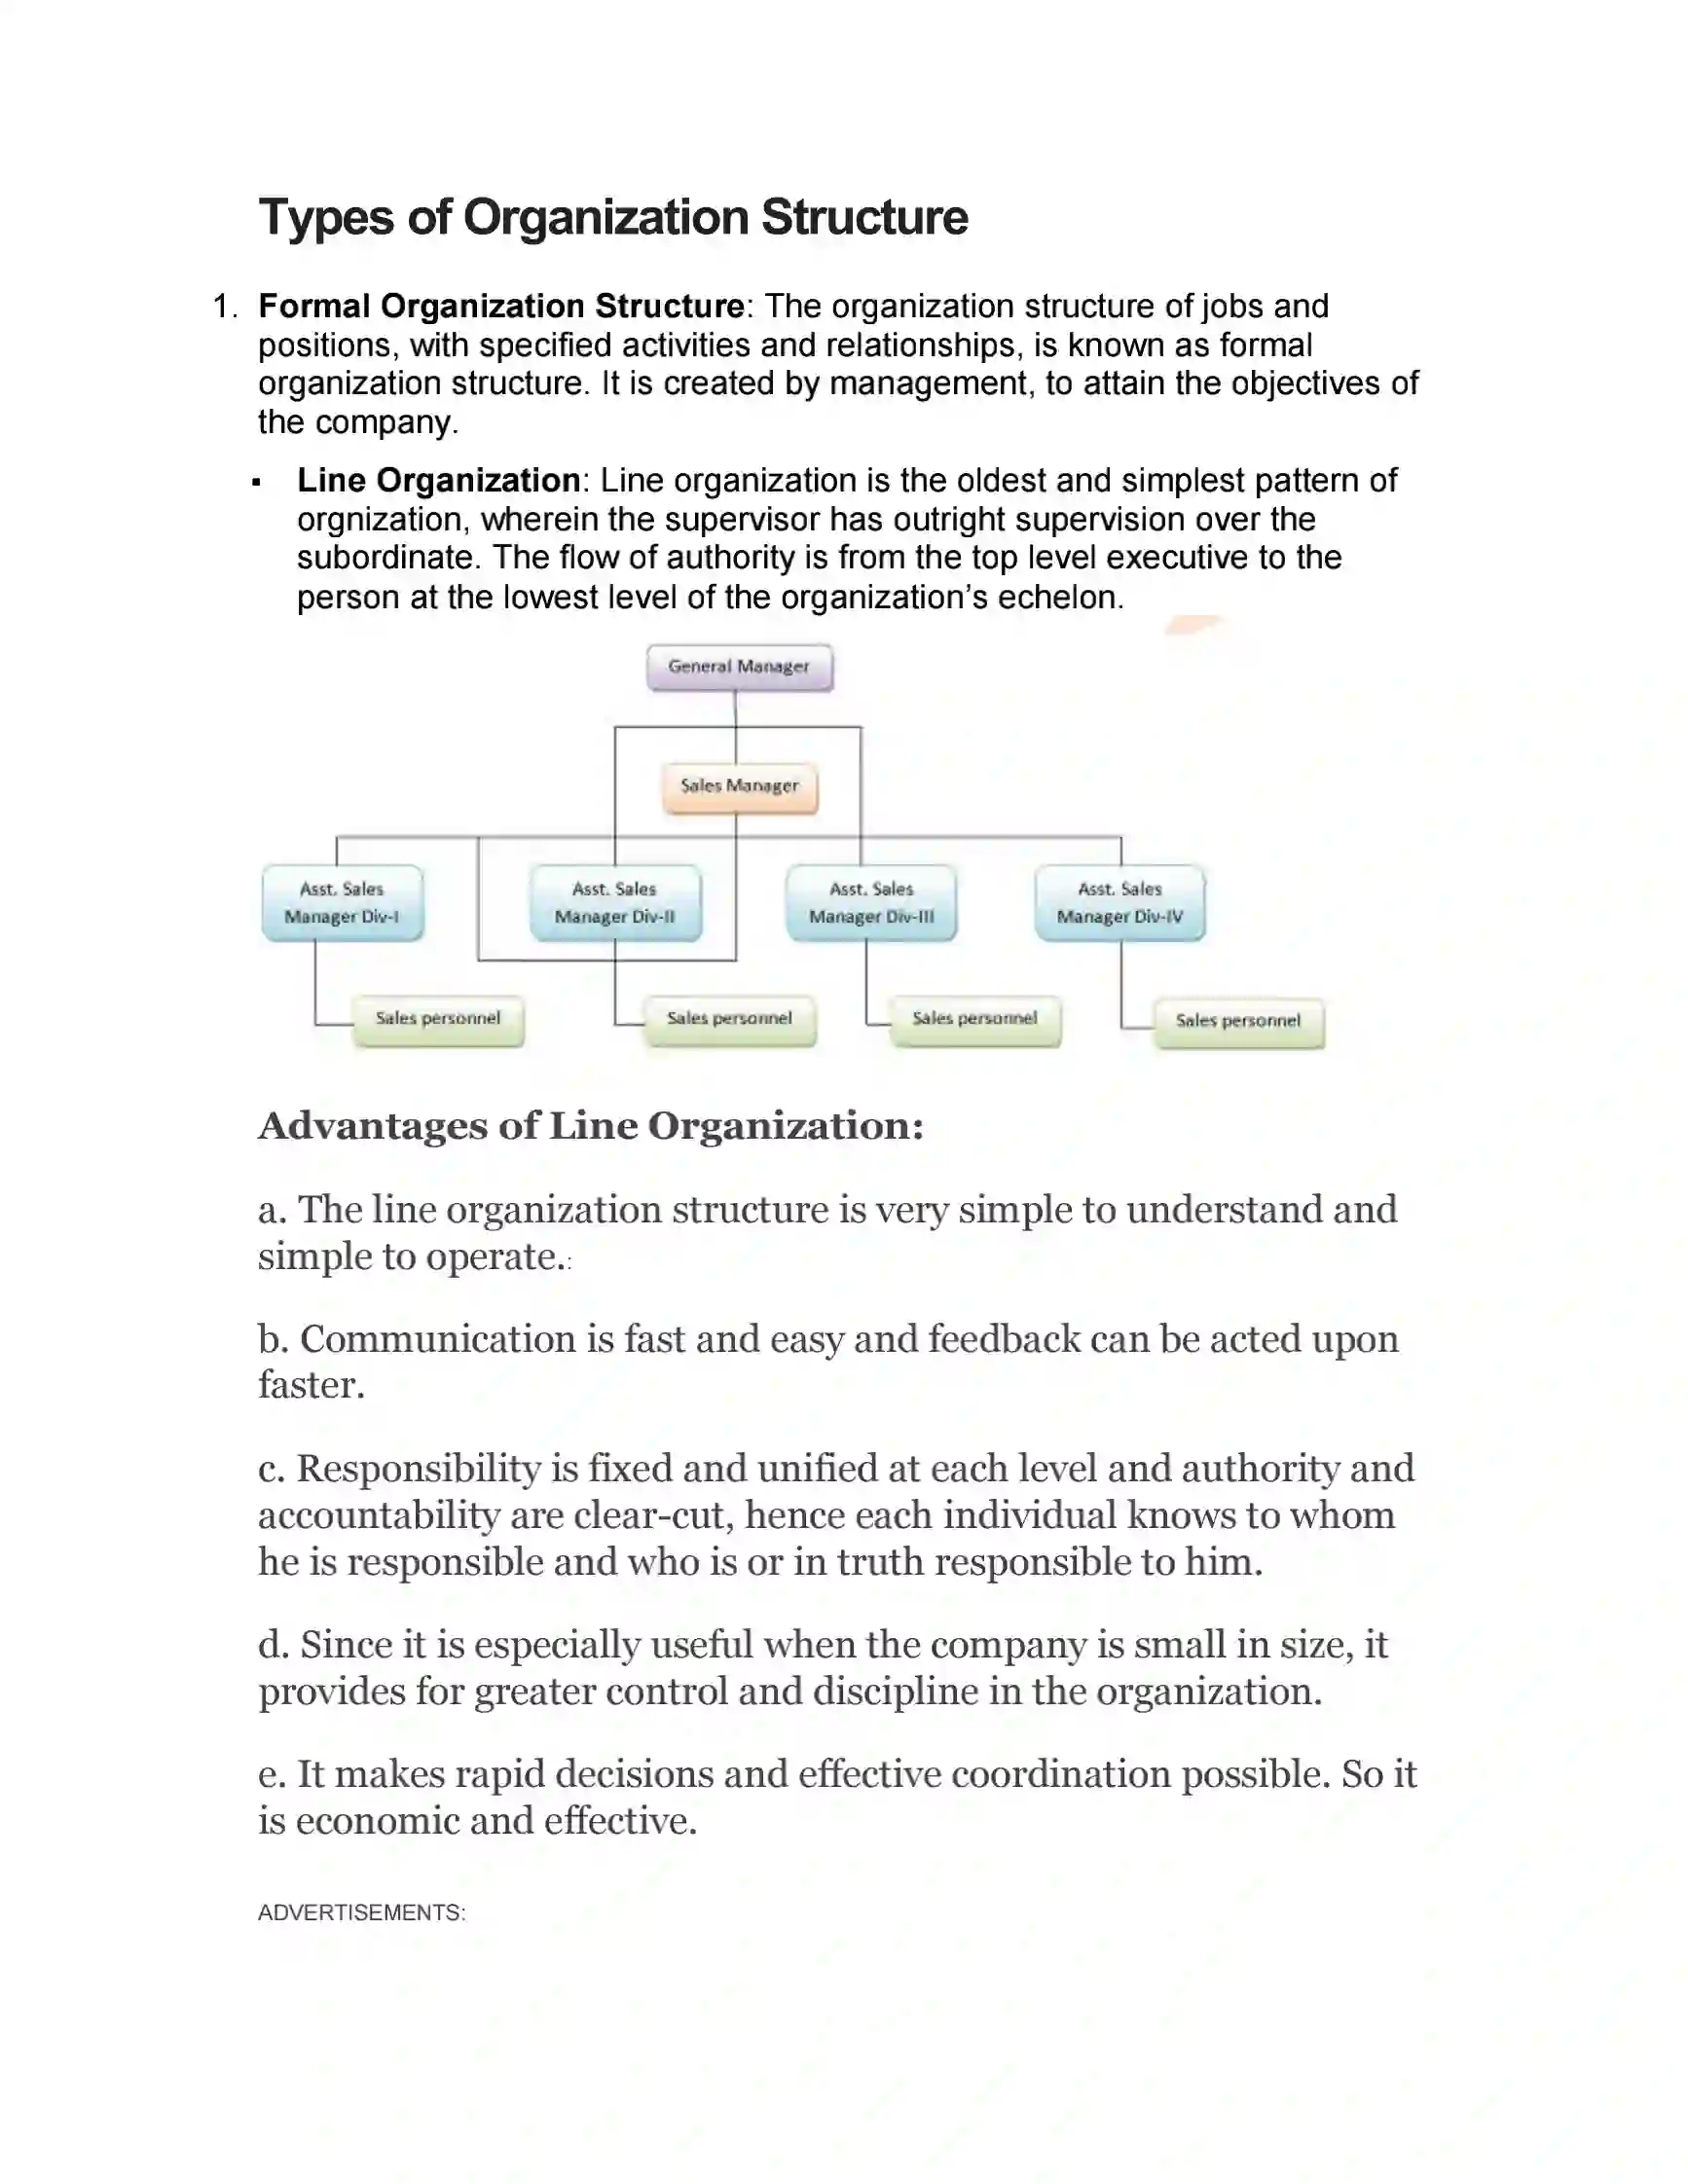 Types of Organization Structure
1. Formal Organization Structure: The organization structure of jobs and
positions, with specified activities and relationships, is known as formal
organization structure. It is created by management, to attain the objectives of
the company.
▪ Line Organization: Line organization is the oldest and simplest pattern of
orgnization, wherein the supervisor has outright supervision over the
subordinate. The flow of authority is from the top level executive to the
person at the lowest level of the organization’s echelon.
General Manager
Sales Manager
Asst. Sales
Manager Div-I
Asst. Sales
Manager Div-II
Asst. Sales
Manager Div-III
Asst. Sales
Manager Div-IV
Sales personnel
Sales personnel
Sales personnel
Sales personnel
Advantages of Line Organization:
a. The line organization structure is very simple to understand and
simple to operate.:
b. Communication is fast and easy and feedback can be acted upon
faster.
c. Responsibility is fixed and unified at each level and authority and
accountability are clear-cut, hence each individual knows to whom
he is responsible and who is or in truth responsible to him.
d. Since it is especially useful when the company is small in size, it
provides for greater control and discipline in the organization.
e. It makes rapid decisions and effective coordination possible. So it
is economic and effective.
ADVERTISEMENTS: